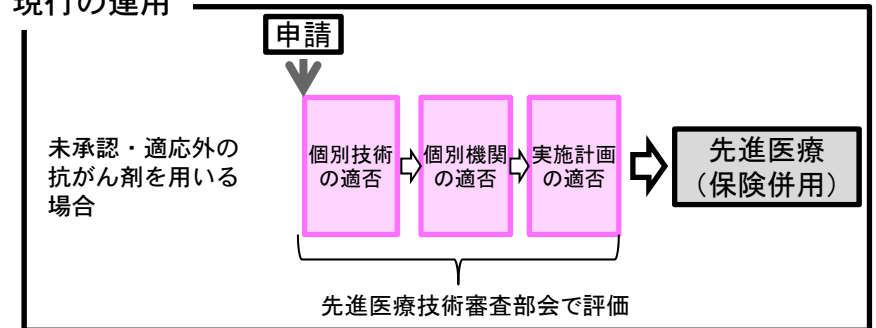 現行の運用
申請
未承認・適応外の
抗がん剤を用いる
場合
個別技術
の適否
個別機関
の適否
実施計画
の適否
先進医療
（保険併用）
先進医療技術審査部会で評価